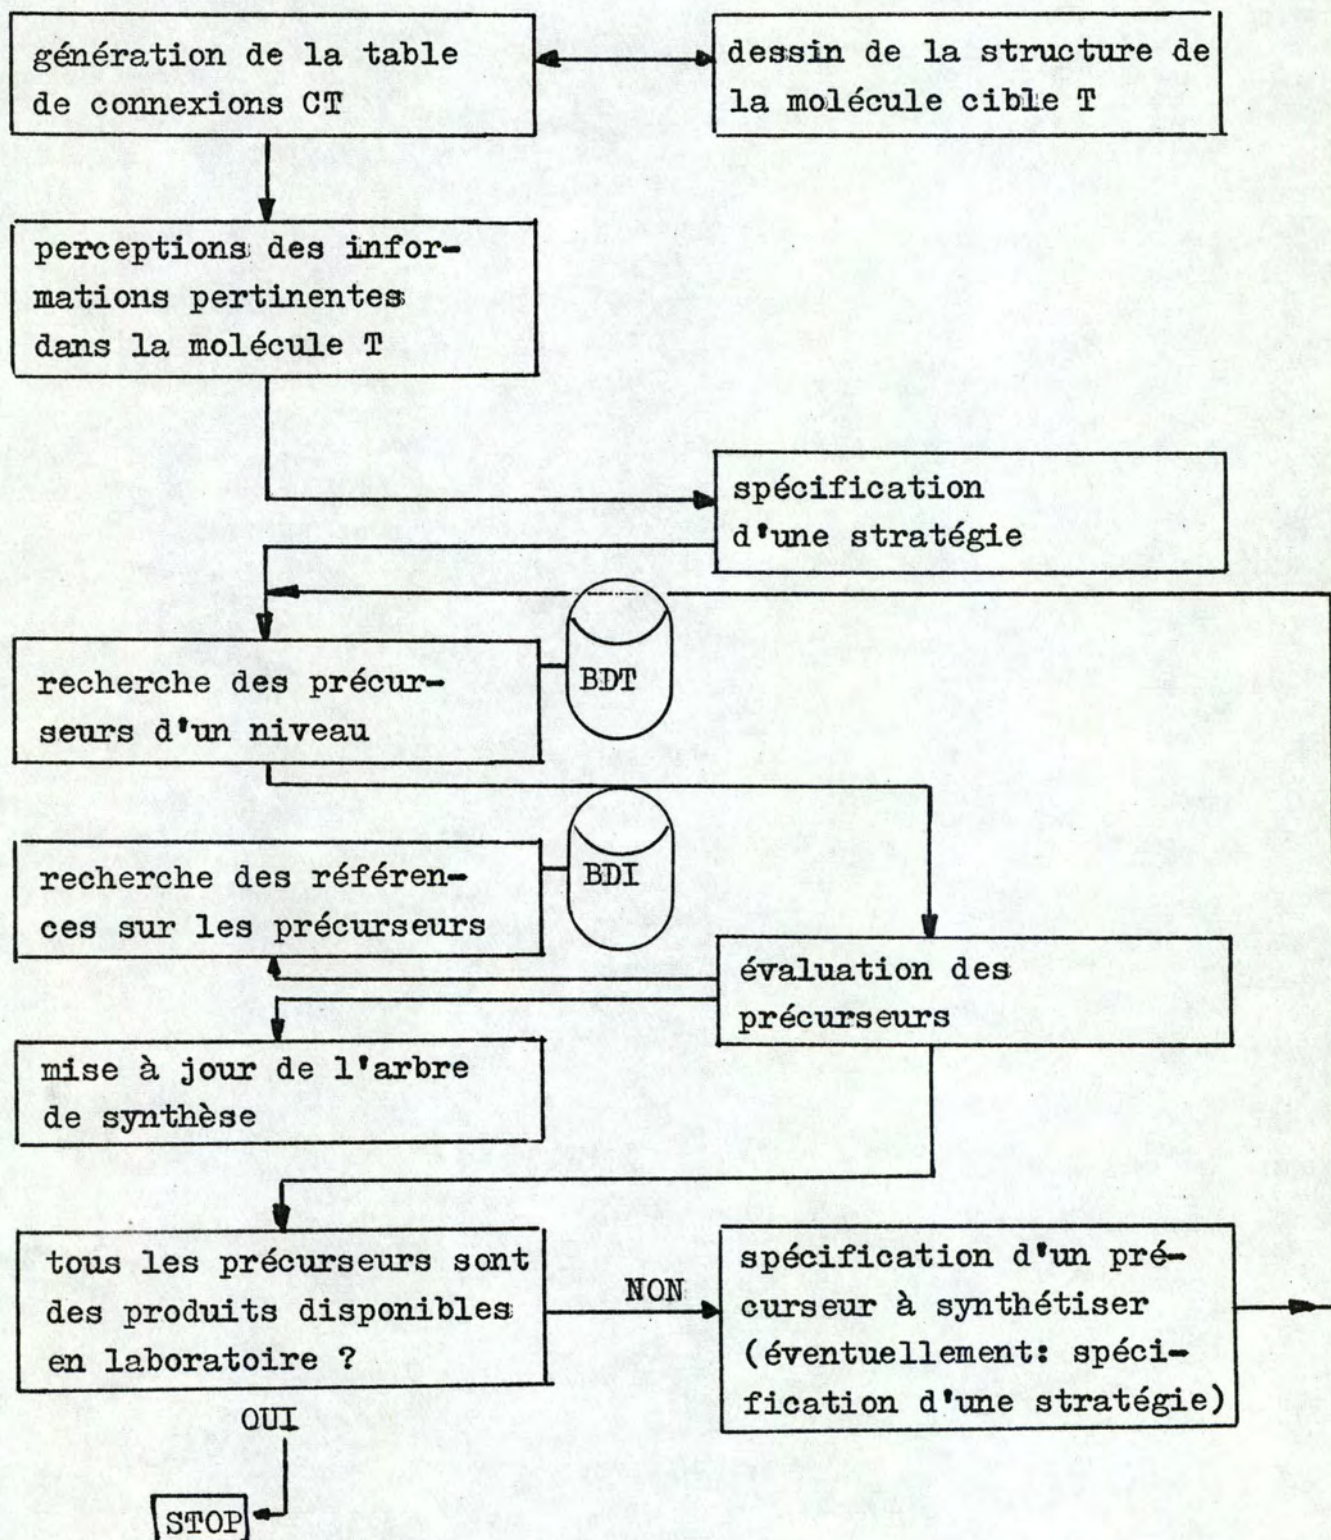 génération de la table
de connexions CT
dessin de la structure de
la molécule cible T
perceptions des infor-
mations pertinentes
dans la molécule T
spécification
d'une stratégie
recherche des précur-
seurs d'un niveau
BDT
recherche des référen-
ces sur les précurseurs
BDI
évaluation des
précurseurs
mise à jour de l'arbre
de synthèse
tous les précurseurs sont
des produits disponibles
en laboratoire ?
NON
spécification d'un pré-
curseur à synthétiser
(éventuellement: spéci-
fication d'une stratégie)
OUI
STOP